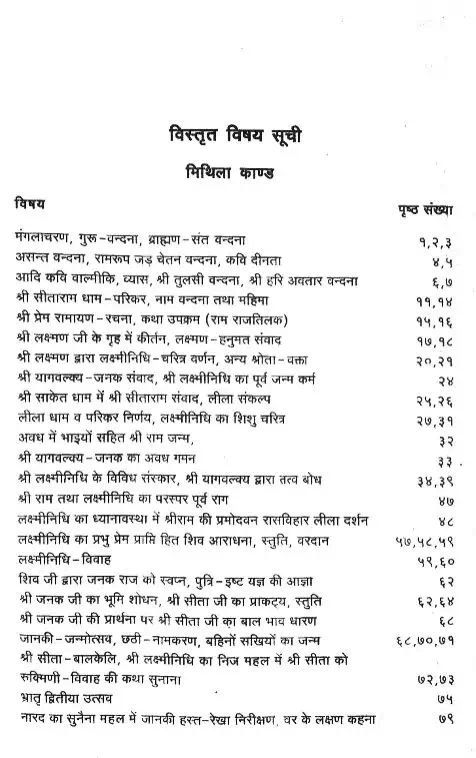 विस्तृत विषय सूची
मिथिला काण्ड
विषय पृष्ठ संख्या
मंगलाचरण, गुरू-वन्दना, ब्राह्मण-संत वन्दना १,२,३
असन्त वन्दना, रामरूप जड़ चेतन वन्दना, कवि दीनता ४,५
आदि कवि वाल्मीकि, व्यास, श्री तुलसी वन्दना, श्री हरि अवतार वन्दना ६,७
श्री सीताराम धाम-परिकर, नाम वन्दना तथा महिमा ११,१४
श्री प्रेम रामायण-रचना, कथा उपक्रम (राम राजतिलक) १५,१६
श्री लक्ष्मण जी के गृह में कीर्तन, लक्ष्मण-हनुमत संवाद १७,१८
श्री लक्ष्मण द्वारा लक्ष्मीनिधि-चरित्र वर्णन, अन्य श्रोता-वक्ता २०,२१
श्री यागवल्क्य-जनक संवाद, श्री लक्ष्मीनिधि का पूर्व जन्म कर्म २४
श्री साकेत धाम में श्री सीताराम संवाद, लीला संकल्प २५,२६
लीला धाम व परिकर निर्णय, लक्ष्मीनिधि का शिशु चरित्र २७,३१
अवध में भाइयों सहित श्री राम जन्म, ३२
श्री यागवल्क्य-जनक का अवध गमन ३३
श्री लक्ष्मीनिधि के विविध संस्कार, श्री यागवल्क्य द्वारा तत्व बोध ३४,३९
श्री राम तथा लक्ष्मीनिधि का परस्पर पूर्व राग ४७
लक्ष्मीनिधि का ध्यानावस्था में श्रीराम की प्रमोदवन रासविहार लीला दर्शन ४८
लक्ष्मीनिधि का प्रभु प्रेम प्राप्ति हित शिव आराधना, स्तुति, वरदान ५७,५८,५९
लक्ष्मीनिधि-विवाह ५९,६०
शिव जी द्वारा जनक राज को स्वप्न, पुत्रि-इष्ट यज्ञ की आज्ञा ६२
श्री जनक जी का भूमि शोधन, श्री सीता जी का प्राकट्य, स्तुति ६२,६४
श्री जनक जी की प्रार्थना पर श्री सीता जी का बाल भाव धारण ६८
जानकी-जन्मोत्सव, छठी-नामकरण, बहिनों सखियों का जन्म ६८,७०,७१
श्री सीता-बालकेलि, श्री लक्ष्मीनिधि का निज महल में श्री सीता को
रुक्मिणी-विवाह की कथा सुनाना ७२,७३
भ्रातृ द्वितीया उत्सव ७५
नारद का सुनैना महल में जानकी हस्त-रेखा निरीक्षण, वर के लक्षण कहना ७९